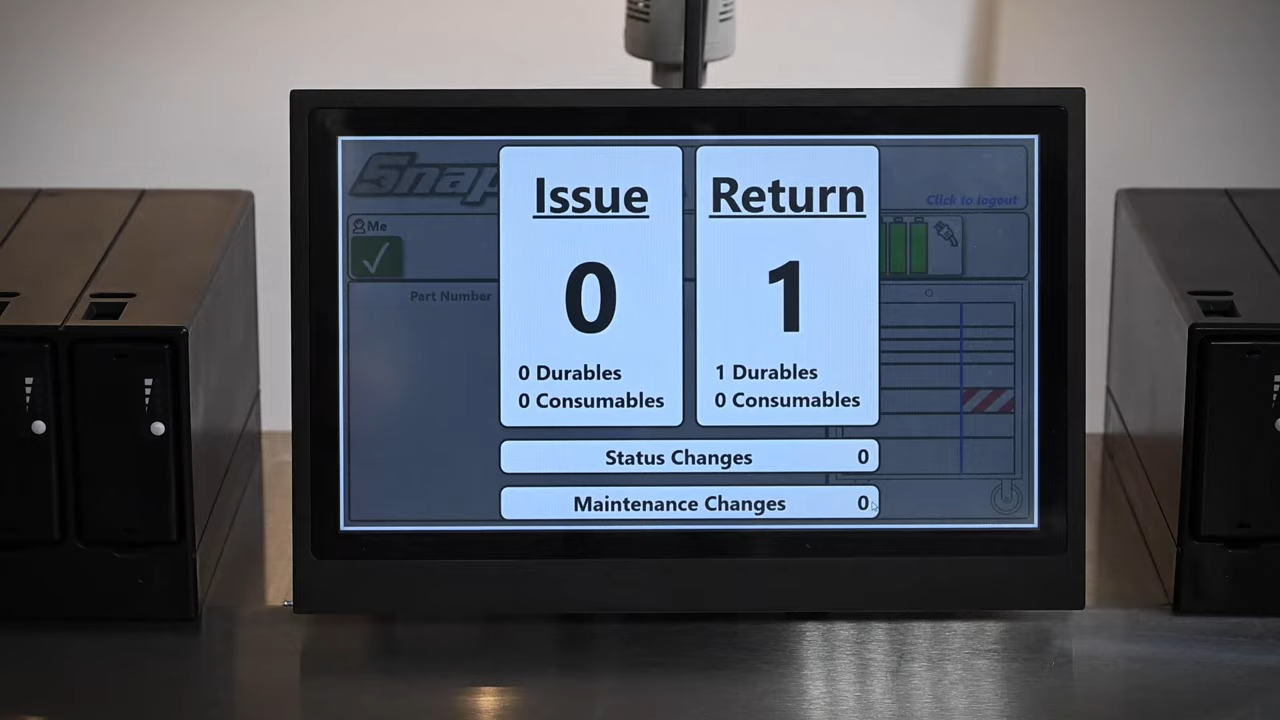 Snap
Click to logout
Me
Part Number
Issue
0
0 Durables
0 Consumables
Return
1
1 Durables
0 Consumables
Status Changes 0
Maintenance Changes 0